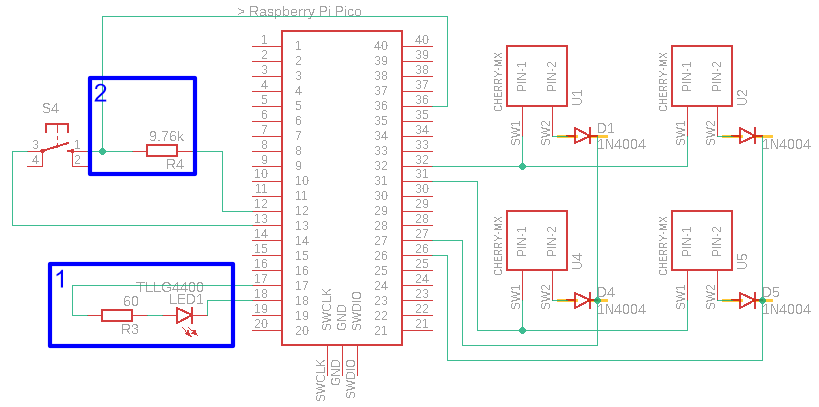 > Raspberry Pi Pico
1 1 40 40
2 2 39 39
3 3 38 38
4 4 37 37
5 5 36 36
6 6 35 35
7 7 34 34
8 8 33 33
9 9 32 32
10 10 31 31
11 11 30 30
12 12 29 29
13 13 28 28
14 14 27 27
15 15 26 26
16 16 25 25
17 17 24 24
18 18 23 23
19 19 22 22
20 20 21 21
SWCLK
GND
SWDIO
SWCLK
GND
SWDIO
2
S4
3 1
4 2
9.76k
R4
1
TLLG4400
LED1
60
R3
CHERRY-MX
PIN-1
PIN-2
U1
SW1
SW2
D1
1N4004
CHERRY-MX
PIN-1
PIN-2
U2
SW1
SW2
1N4004
CHERRY-MX
PIN-1
PIN-2
U4
SW1
SW2
D4
1N4004
CHERRY-MX
PIN-1
PIN-2
U5
SW1
SW2
D5
1N4004